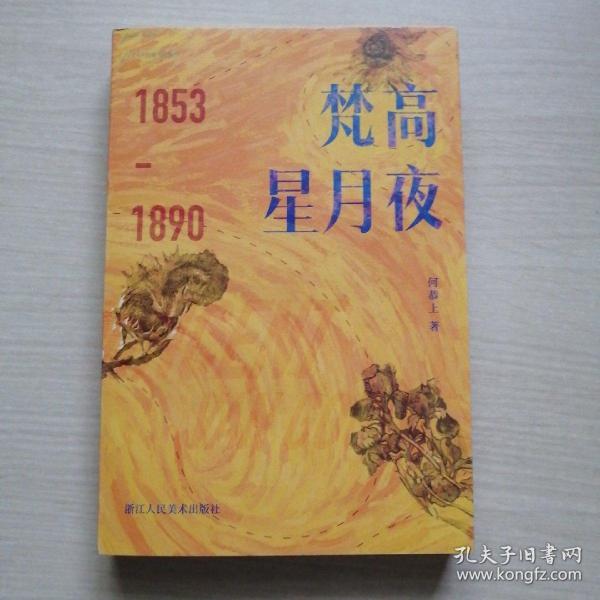 1853
-
1890
梵高
星月夜
何恭上 著
浙江人民美术出版社
孔夫子旧书网
www.kongfz.com